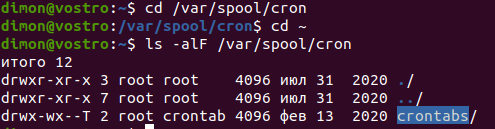 dimon@vostro:~$ cd /var/spool/cron
dimon@vostro:/var/spool/cron$ cd ~
dimon@vostro:~$ ls -alF /var/spool/cron
итого 12
drwxr-xr-x 3 root root    4096 июл 31  2020 ./
drwxr-xr-x 7 root root    4096 июл 31  2020 ../
drwx-wx--T 2 root crontab 4096 фев 13  2020 crontabs/